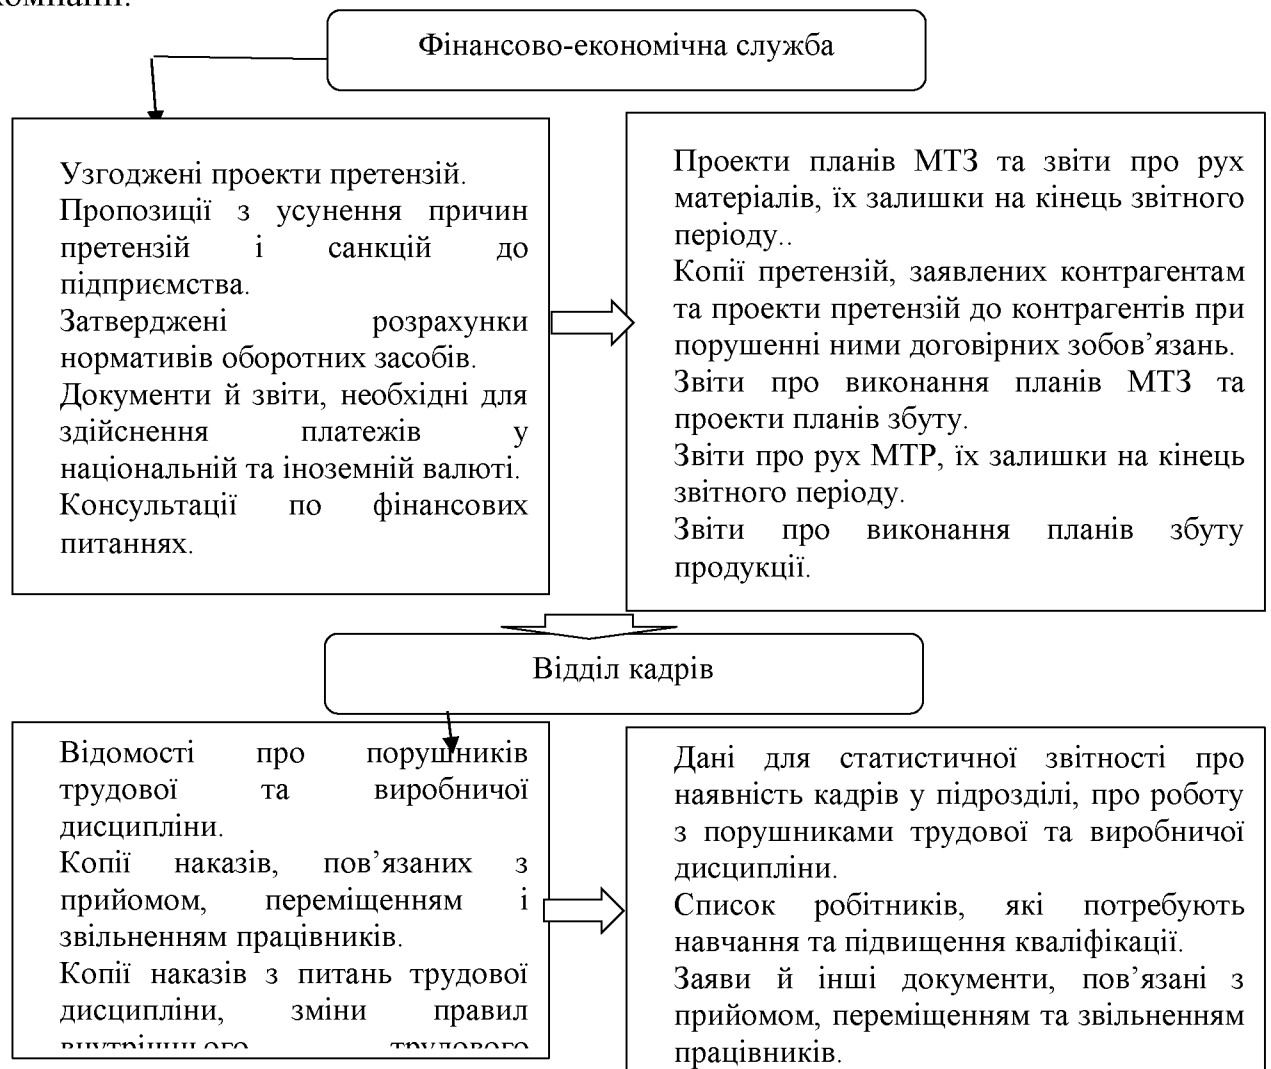 компанії.
Фінансово-економічна служба
Узгоджені проекти претензій.
Пропозиції з усунення причин
претензій і санкцій до
підприємства.
Затверджені розрахунки
нормативів оборотних засобів.
Документи й звіти, необхідні для
здійснення платежів у
національній та іноземній валюті.
Консультації по фінансових
питаннях.
Проекти планів МТЗ та звіти про рух
матеріалів, їх залишки на кінець звітного
періоду..
Копії претензій, заявлених контрагентам
та проекти претензій до контрагентів при
порушенні ними договірних зобов’язань.
Звіти про виконання планів МТЗ та
проекти планів збуту.
Звіти про рух МТР, їх залишки на кінець
звітного періоду.
Звіти про виконання планів збуту
продукції.
Відділ кадрів
Відомості про порушників
трудової та виробничої
дисципліни.
Копії наказів, пов’язаних з
прийомом, переміщенням і
звільненням працівників.
Копії наказів з питань трудової
дисципліни, зміни правил
внутрішнього трудового
Дані для статистичної звітності про
наявність кадрів у підрозділі, про роботу
з порушниками трудової та виробничої
дисципліни.
Список робітників, які потребують
навчання та підвищення кваліфікації.
Заяви й інші документи, пов’язані з
прийомом, переміщенням та звільненням
працівників.